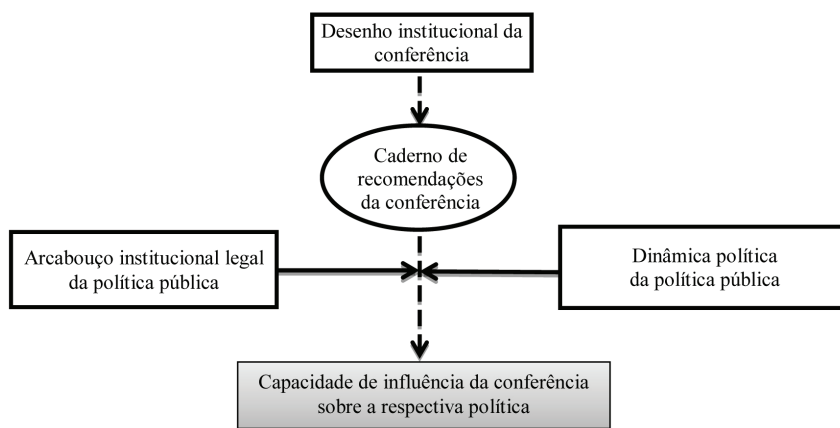 Desenho institucional da
conferência
Caderno de
recomendações
da conferência
Arcabouço institucional legal
da política pública
Dinâmica política
da política pública
Capacidade de influência da conferência
sobre a respectiva política